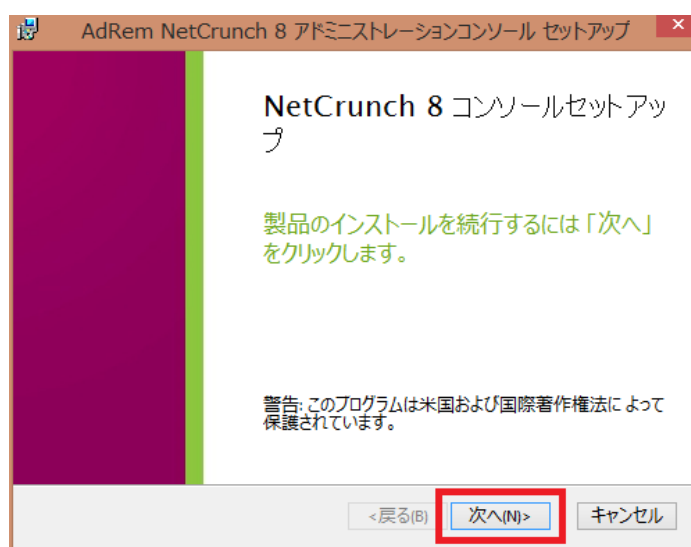 AdRem NetCrunch 8 アドミニストレーションコンソール セットアップ
NetCrunch 8 コンソールセットアッ
プ
製品のインストールを続行するには「次へ」
をクリックします。
警告: このプログラムは米国および国際著作権法によって
保護されています。
<戻る(B) 次へ(N)> キャンセル